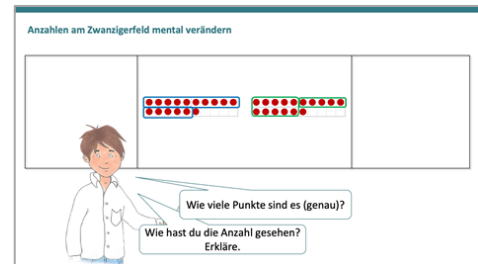 Anzahlen am Zwanzigerfeld mental verändern
Wie viele Punkte sind es (genau)?
Wie hast du die Anzahl gesehen?
Erkläre.